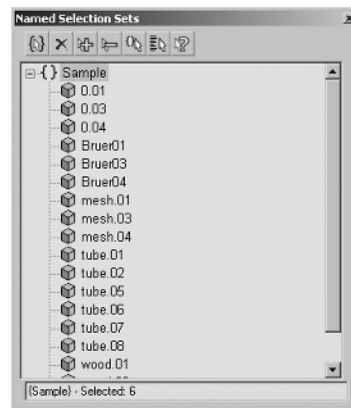 Named Selection Sets
{} Sample
0.01
0.03
0.04
Bruer01
Bruer03
Bruer04
mesh.01
mesh.03
mesh.04
tube.01
tube.02
tube.05
tube.06
tube.07
tube.08
wood.01
{Sample} - Selected: 6